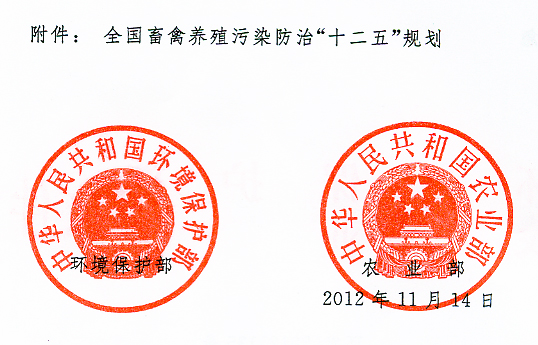 附件： 全国畜禽养殖污染防治“十二五”规划
中华人民共和国环境保护部
中华人民共和国农业部
环境保护部
农 业 部
2012 年 11 月 14 日